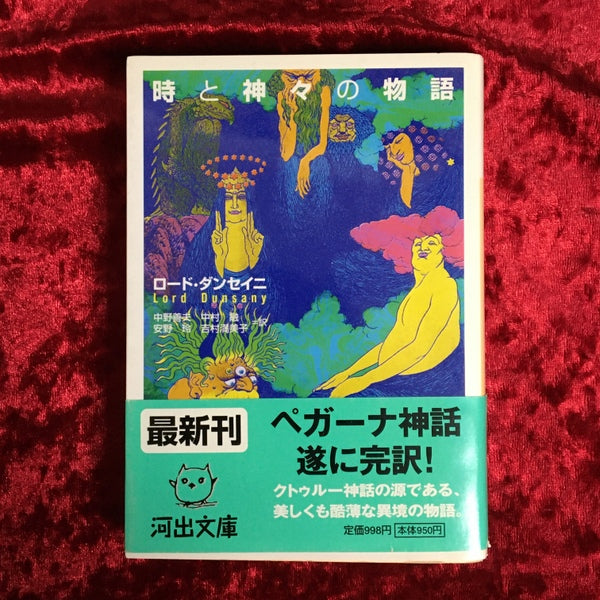 時と神々の物語
ロード・ダンセイニ
Lord Dunsany
中野善夫 中村 融
安野 玲 吉村満美子=訳
最新刊
ペガーナ神話
遂に完訳!
クトゥルー神話の源である、
美しくも酷薄な異境の物語。
定価998円 本体950円
河出文庫